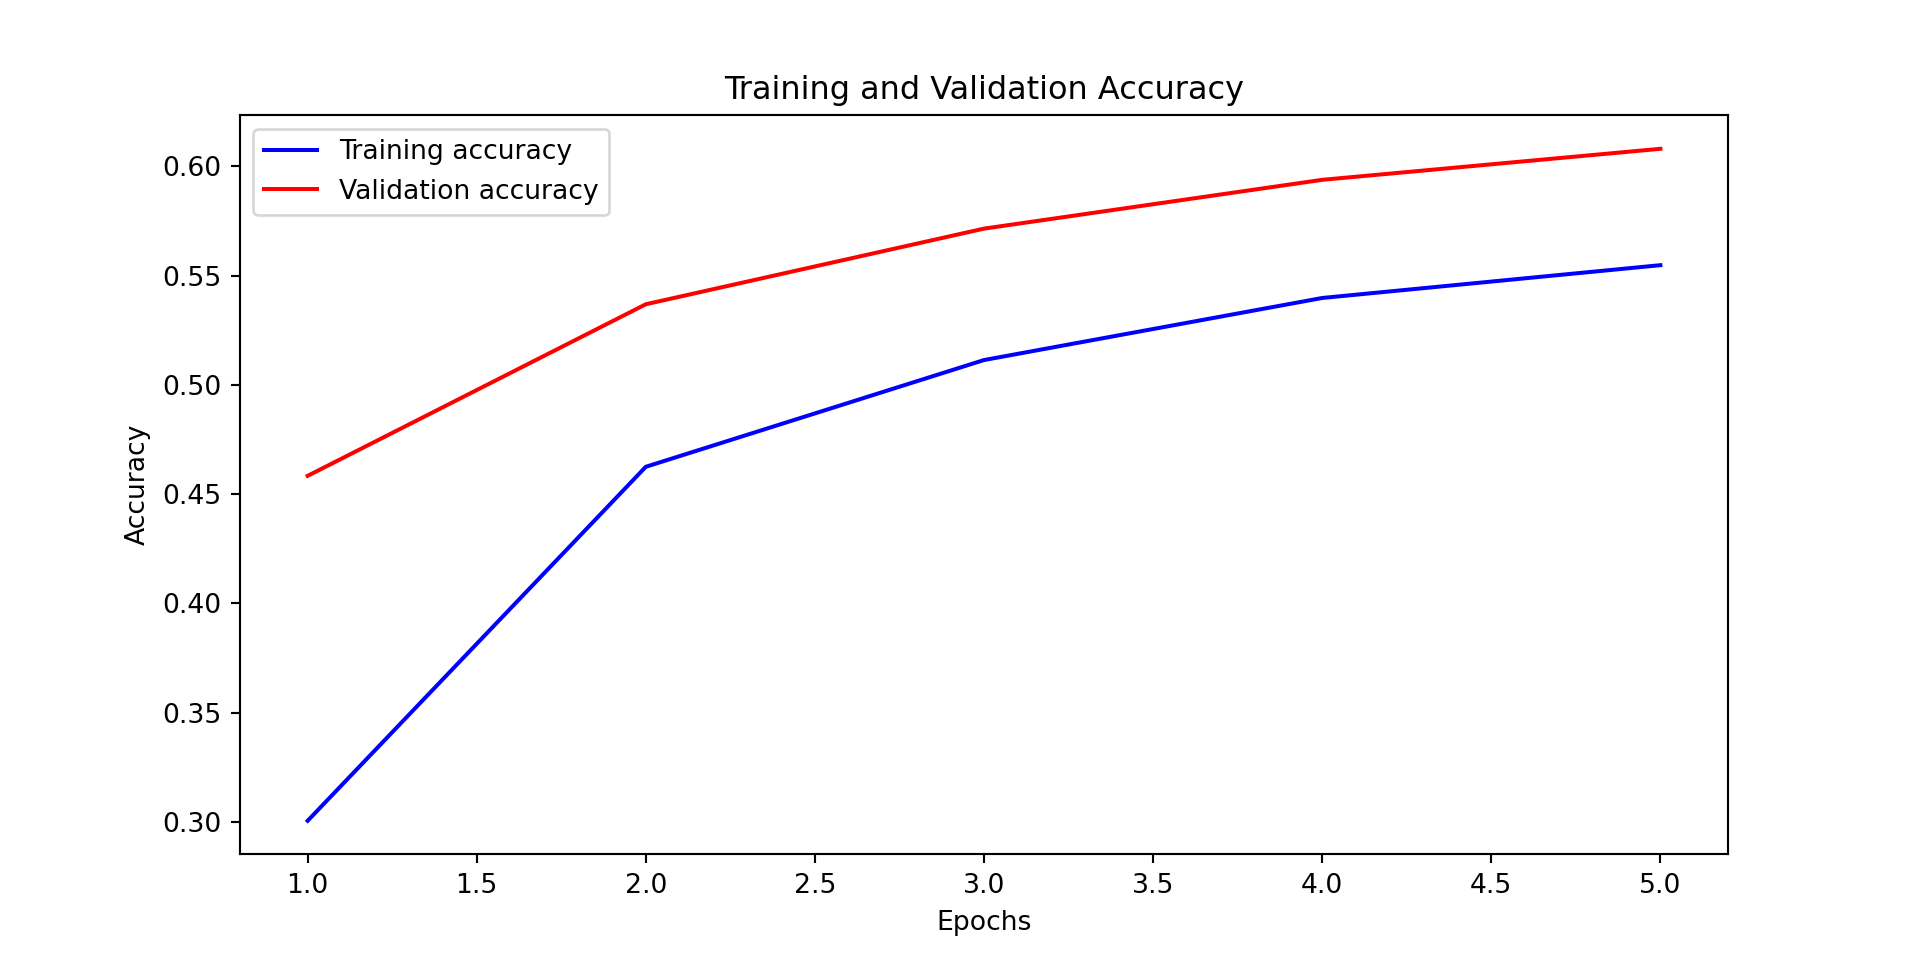 Training and Validation Accuracy
Training accuracy
Validation accuracy
0.60
0.55
0.50
0.45
0.40
0.35
0.30
Accuracy
1.0 1.5 2.0 2.5 3.0 3.5 4.0 4.5 5.0
Epochs